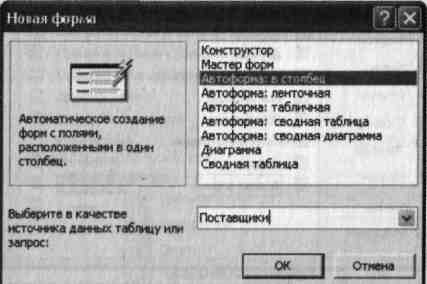 Новая форма
Автоматическое создание
форм с полями,
расположенными в один
столбец.
Конструктор
Мастер форм
Автоформа: в столбец
Автоформа: ленточная
Автоформа: табличная
Автоформа: сводная таблица
Автоформа: сводная диаграмма
Диаграмма
Сводная таблица
Выберите в качестве
источника данных таблицу или
запрос:
Поставщики
ОК
Отмена